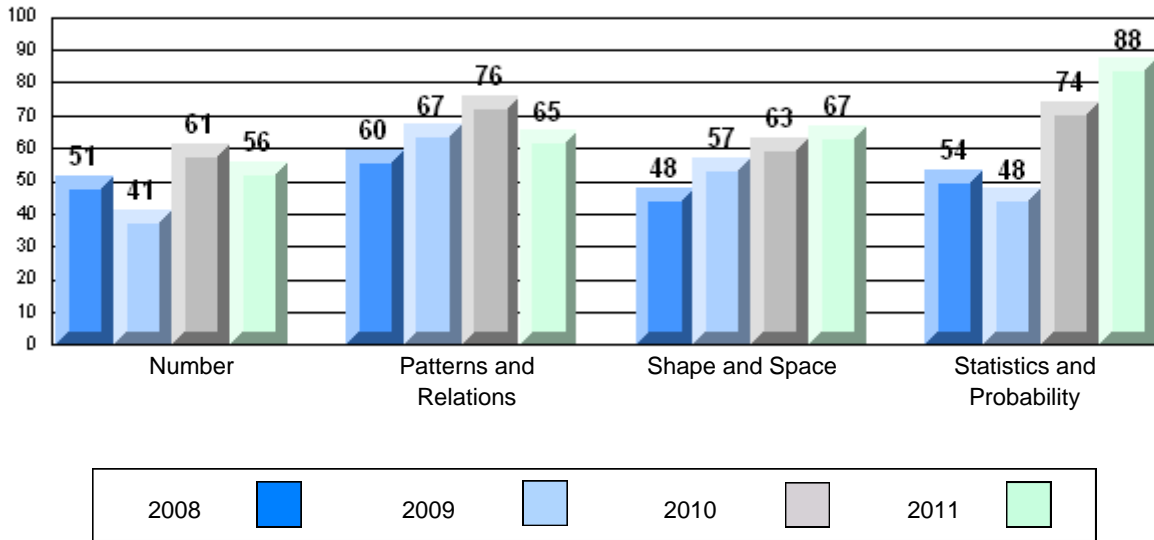 100
90
80
70
60
50
40
30
20
10
0
51 41 61 56
60 67 76 65
48 57 63 67
54 48 74 88
Number
Patterns and
Relations
Shape and Space
Statistics and
Probability
2008 2009 2010 2011